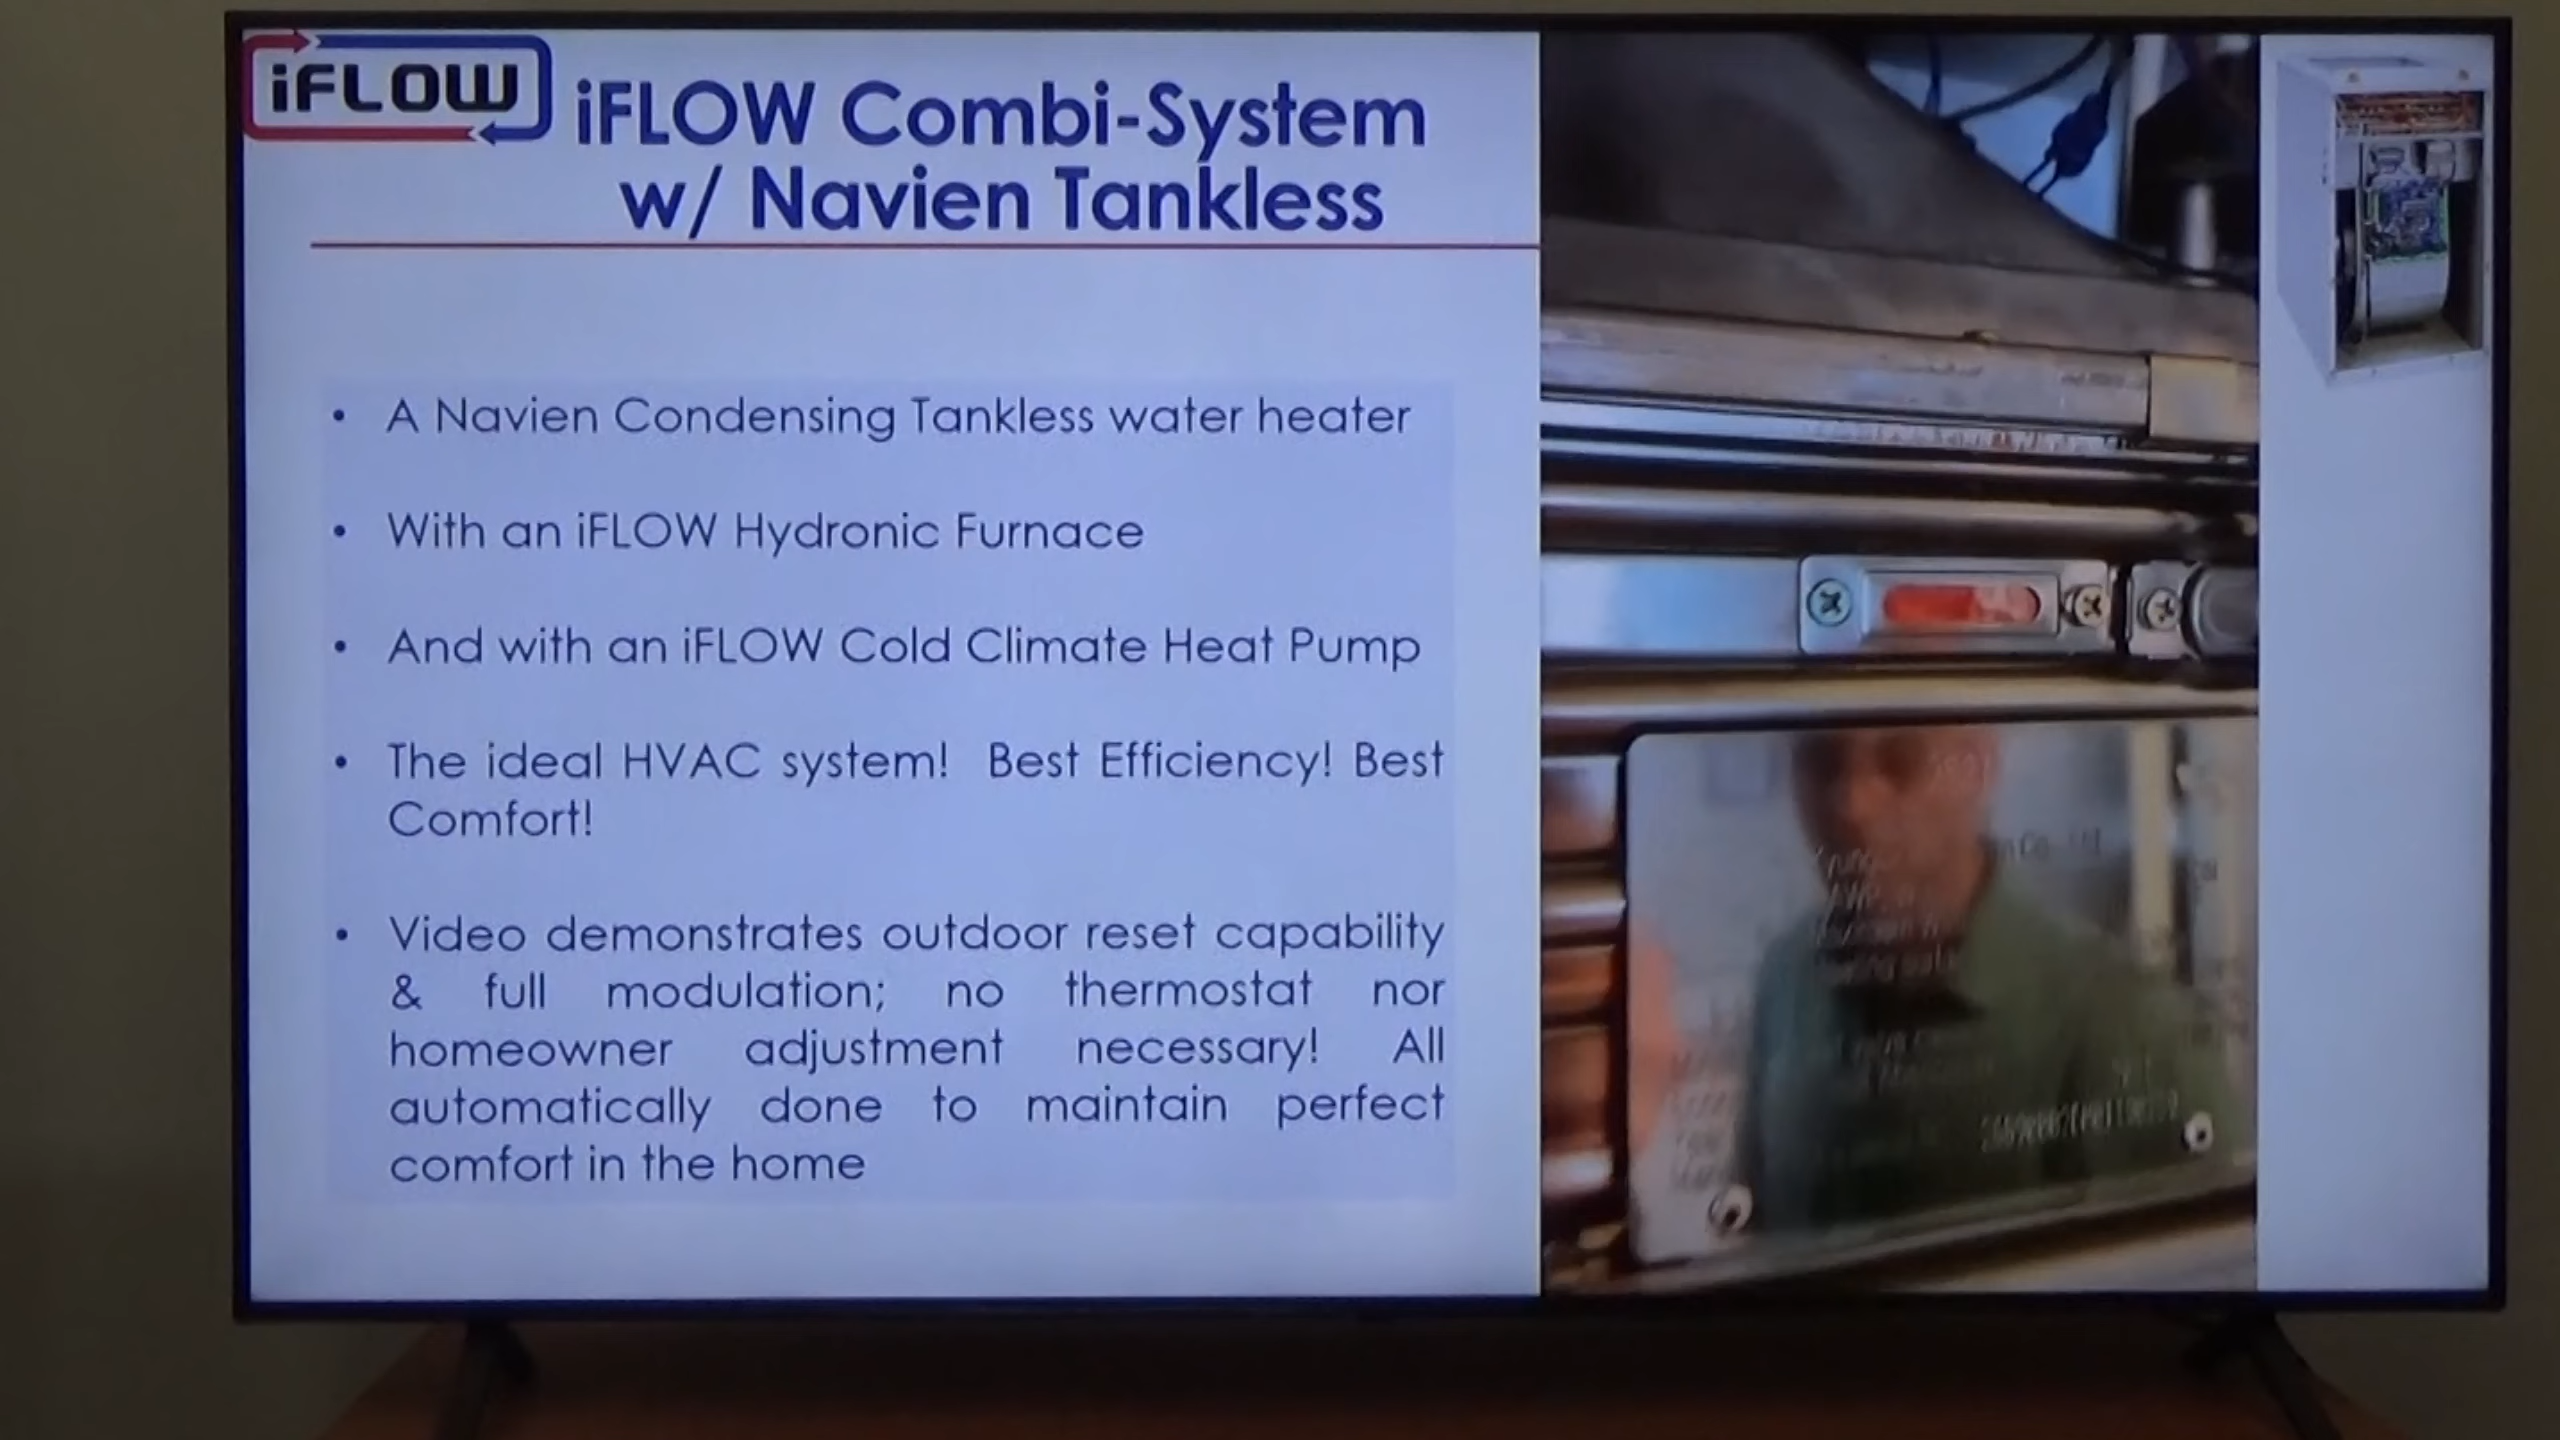 iFLOW
iFLOW Combi-System
w/ Navien Tankless
• A Navien Condensing Tankless water heater
• With an iFLOW Hydronic Furnace
• And with an iFLOW Cold Climate Heat Pump
• The ideal HVAC system! Best Efficiency! Best
Comfort!
• Video demonstrates outdoor reset capability
& full modulation; no thermostat nor
homeowner adjustment necessary! All
automatically done to maintain perfect
comfort in the home